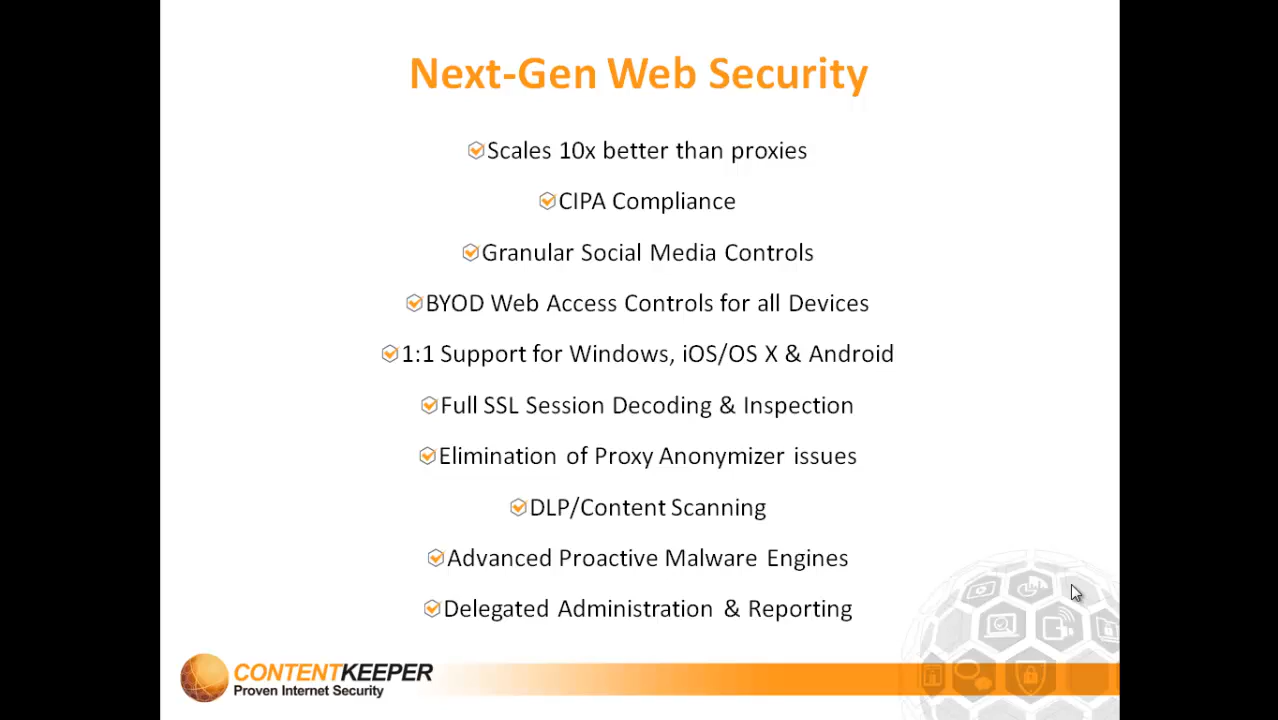 Next-Gen Web Security
Scales 10x better than proxies
CIPA Compliance
Granular Social Media Controls
BYOD Web Access Controls for all Devices
1:1 Support for Windows, iOS/OS X & Android
Full SSL Session Decoding & Inspection
Elimination of Proxy Anonymizer issues
DLP/Content Scanning
Advanced Proactive Malware Engines
Delegated Administration & Reporting
CONTENTKEEPER
Proven Internet Security